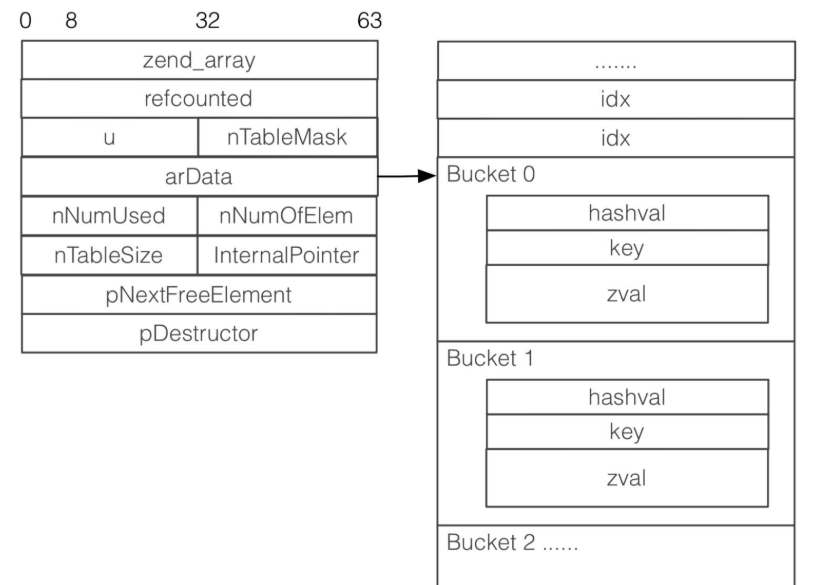 0 8 32 63
zend_array
refcounted
u nTableMask
arData
nNumUsed nNumOfElem
nTableSize InternalPointer
pNextFreeElement
pDestructor
.......
idx
idx
Bucket 0
hashval
key
zval
Bucket 1
hashval
key
zval
Bucket 2 ......